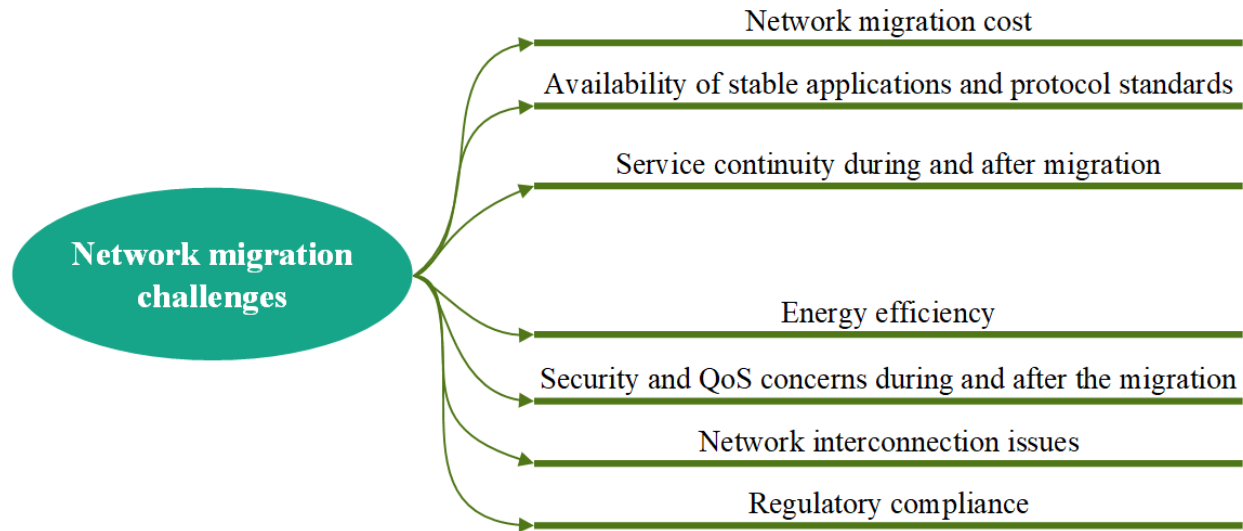 Network migration cost
Availability of stable applications and protocol standards
Service continuity during and after migration
Network migration
challenges
Energy efficiency
Security and QoS concerns during and after the migration
Network interconnection issues
Regulatory compliance